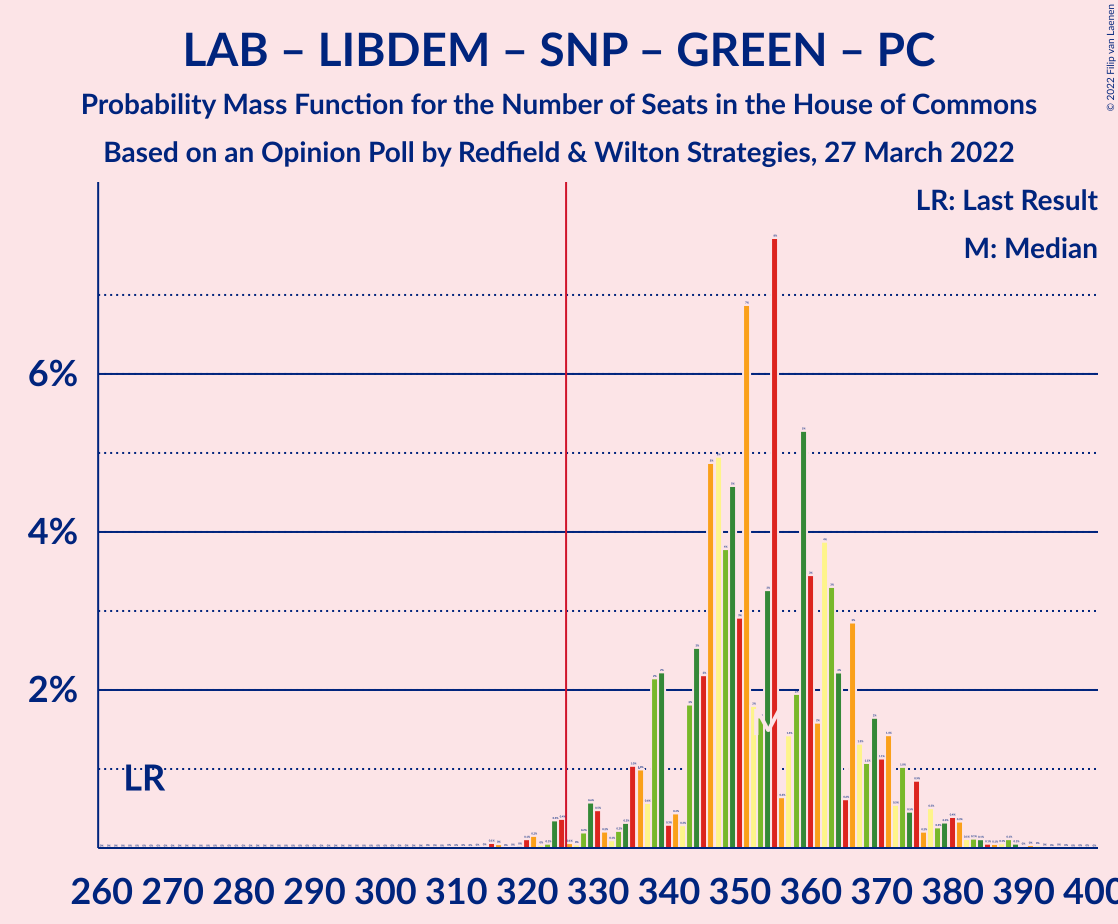 LAB – LIBDEM – SNP – GREEN – PC
Probability Mass Function for the Number of Seats in the House of Commons
Based on an Opinion Poll by Redfield & Wilton Strategies, 27 March 2022
© 2022 Filip van Laenen
LR: Last Result
M: Median
6%
4%
2%
LR
M
260 270 280 290 300 310 320 330 340 350 360 370 380 390 400